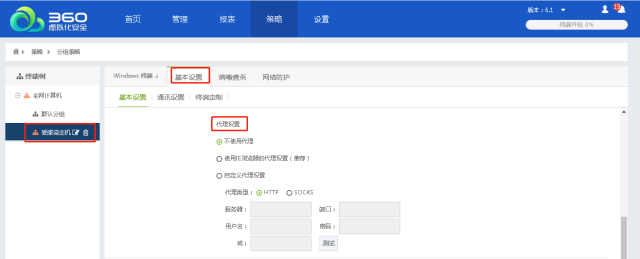 360
虚拟化安全
首页 管理 报表 策略 设置
版本：6.1
15
终端升级 0%
策略 分组策略
终端树
全网计算机
默认分组
受驱动主机
Windows 终端 基本设置 病毒查杀 网络防护
基本设置 通讯设置 终端定制
代理设置
不使用代理
使用IE浏览器的代理设置（推荐）
自定义代理设置
代理类型： HTTP SOCKS
服务器： 端口：
用户名： 密码：
域： 测试